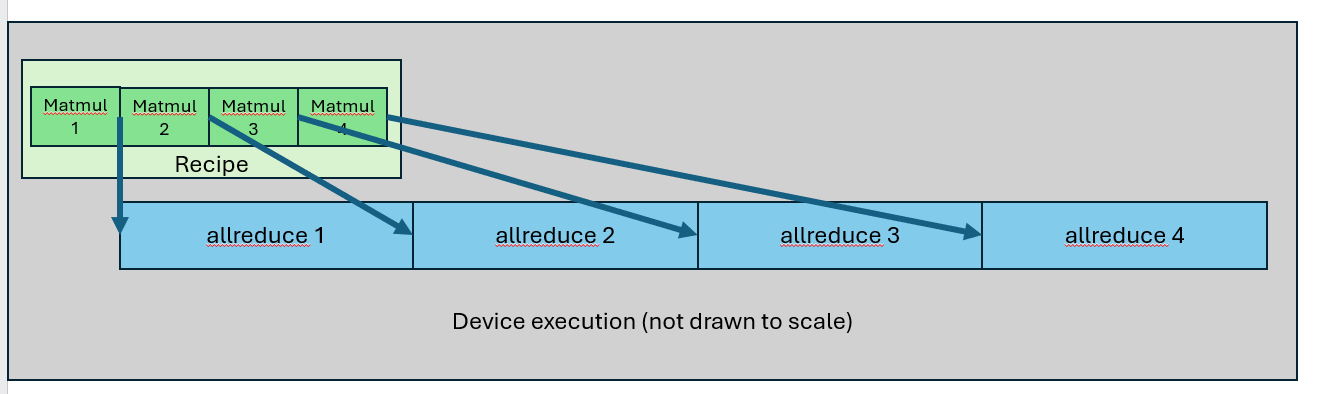 Matmul
1
Matmul
2
Matmul
3
Matmul
4
Recipe
allreduce 1
allreduce 2
allreduce 3
allreduce 4
Device execution (not drawn to scale)